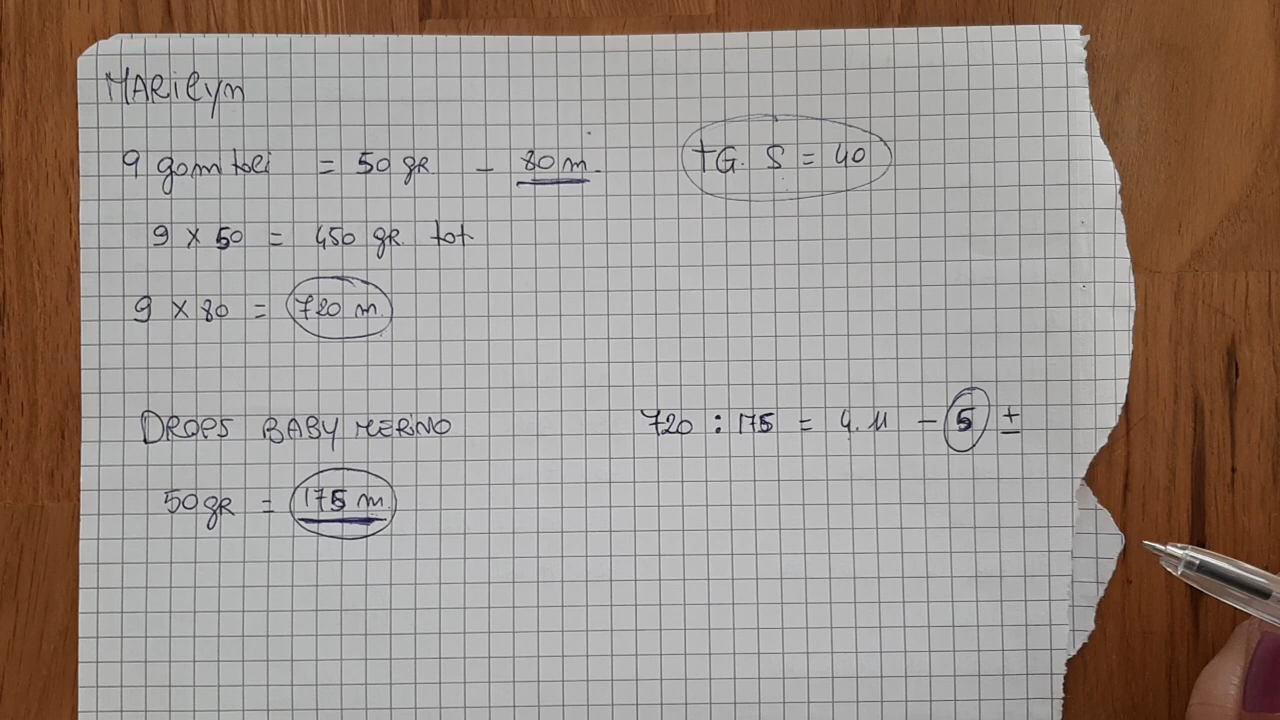 MARilyn
9 gomitoli = 50 gR. - 80 m. TG. S = 40
9 x 50 = 450 gR. tot.
9 x 80 = 720 m.
DROPS BABY MERINO 720 : 175 = 4.11 - 5 ±
50 gR = 175 m.